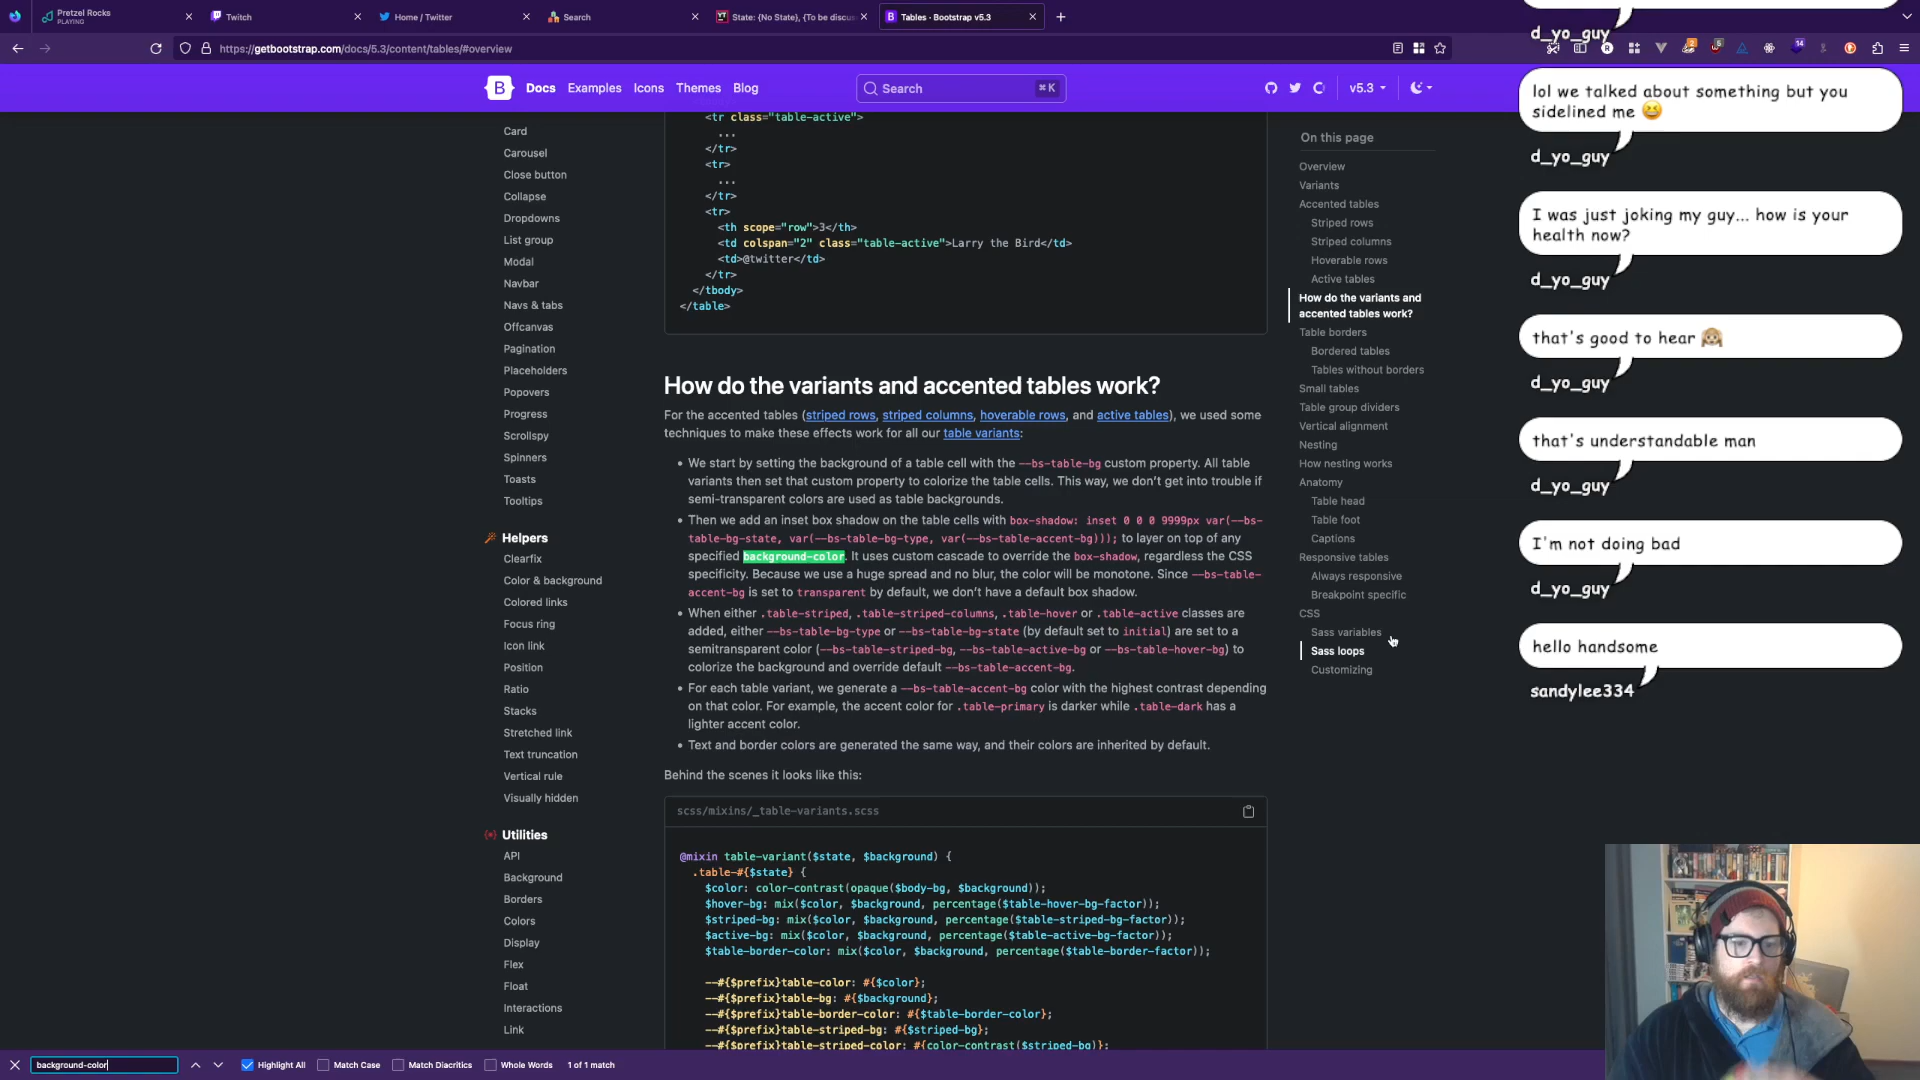 Pretzel Rocks
PLAYING
Twitch
Home / Twitter
Search
State: {No State}, {To be discu
Tables · Bootstrap v5.3
https://getbootstrap.com/docs/5.3/content/tables/#overview
B
Docs
Examples
Icons
Themes
Blog
Search
⌘K
v5.3
Card
Carousel
Close button
Collapse
Dropdowns
List group
Modal
Navbar
Navs & tabs
Offcanvas
Pagination
Placeholders
Popovers
Progress
Scrollspy
Spinners
Toasts
Tooltips
Helpers
Clearfix
Color & background
Colored links
Focus ring
Icon link
Position
Ratio
Stacks
Stretched link
Text truncation
Vertical rule
Visually hidden
Utilities
API
Background
Borders
Colors
Display
Flex
Float
Interactions
Link
<tr class="table-active">
...
</tr>
<tr>
...
</tr>
<tr>
<th scope="row">3</th>
<td colspan="2" class="table-active">Larry the Bird</td>
<td>@twitter</td>
</tr>
</tbody>
</table>
How do the variants and accented tables work?
For the accented tables (striped rows, striped columns, hoverable rows, and active tables), we used some
techniques to make these effects work for all our table variants:
• We start by setting the background of a table cell with the --bs-table-bg custom property. All table
variants then set that custom property to colorize the table cells. This way, we don't get into trouble if
semi-transparent colors are used as table backgrounds.
• Then we add an inset box shadow on the table cells with box-shadow: inset 0 0 0 9999px var(--bs-
table-bg-state, var(--bs-table-bg-type, var(--bs-table-accent-bg))); to layer on top of any
specified background-color. It uses custom cascade to override the box-shadow, regardless the CSS
specificity. Because we use a huge spread and no blur, the color will be monotone. Since --bs-table-
accent-bg is set to transparent by default, we don't have a default box shadow.
• When either .table-striped, .table-striped-columns, .table-hover or .table-active classes are
added, either --bs-table-bg-type or --bs-table-bg-state (by default set to initial) are set to a
semitransparent color (--bs-table-striped-bg, --bs-table-active-bg or --bs-table-hover-bg) to
colorize the background and override default --bs-table-accent-bg.
• For each table variant, we generate a --bs-table-accent-bg color with the highest contrast depending
on that color. For example, the accent color for .table-primary is darker while .table-dark has a
lighter accent color.
• Text and border colors are generated the same way, and their colors are inherited by default.
Behind the scenes it looks like this:
scss/mixins/_table-variants.scss
@mixin table-variant($state, $background) {
.table-#{$state} {
$color: color-contrast(opaque($body-bg, $background));
$hover-bg: mix($color, $background, percentage($table-hover-bg-factor));
$striped-bg: mix($color, $background, percentage($table-striped-bg-factor));
$active-bg: mix($color, $background, percentage($table-active-bg-factor));
$table-border-color: mix($color, $background, percentage($table-border-factor));
--#{$prefix}table-color: #{$color};
--#{$prefix}table-bg: #{$background};
--#{$prefix}table-border-color: #{$table-border-color};
--#{$prefix}table-striped-bg: #{$striped-bg};
--#{$prefix}table-striped-color: #{color-contrast($striped-bg)};
On this page
Overview
Variants
Accented tables
Striped rows
Striped columns
Hoverable rows
Active tables
How do the variants and
accented tables work?
Table borders
Bordered tables
Tables without borders
Small tables
Table group dividers
Vertical alignment
Nesting
How nesting works
Anatomy
Table head
Table foot
Captions
Responsive tables
Always responsive
Breakpoint specific
CSS
Sass variables
Sass loops
Customizing
d_yo_guy
lol we talked about something but you
sidelined me 😆
d_yo_guy
I was just joking my guy... how is your
health now?
d_yo_guy
that's good to hear 🙉
d_yo_guy
that's understandable man
d_yo_guy
I'm not doing bad
d_yo_guy
hello handsome
sandylee334
background-color
Highlight All
Match Case
Match Diacritics
Whole Words
1 of 1 match